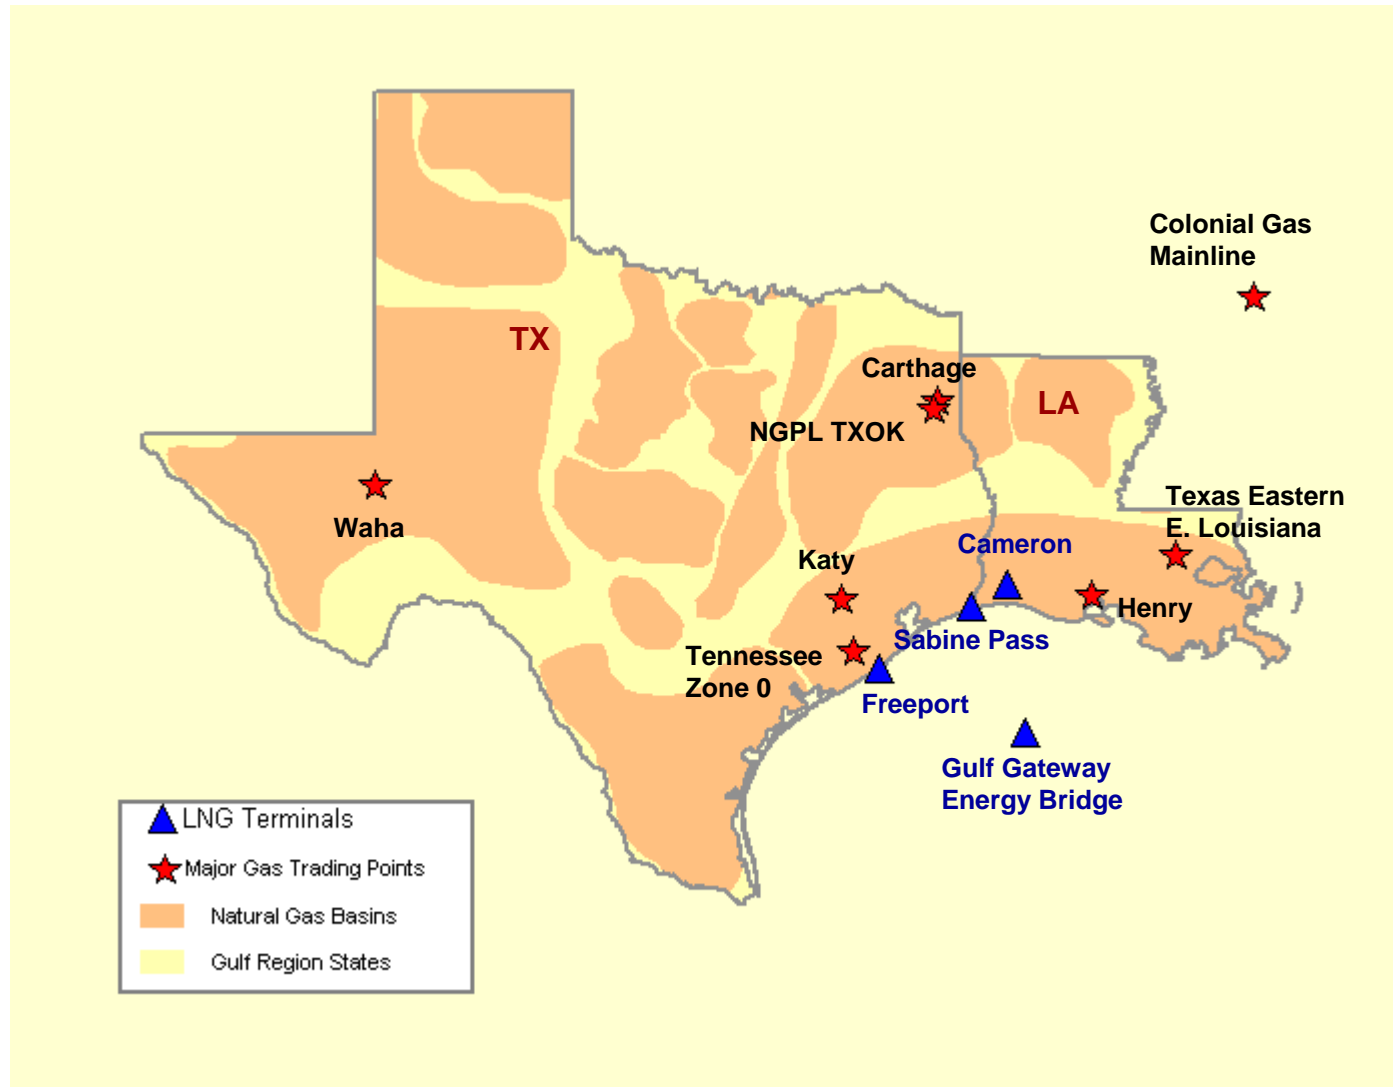 Colonial Gas
Mainline
TX
Carthage
LA
NGPL TXOK
Texas Eastern
E. Louisiana
Waha
Cameron
Katy
Henry
Sabine Pass
Tennessee
Zone 0
Freeport
Gulf Gateway
Energy Bridge
LNG Terminals
Major Gas Trading Points
Natural Gas Basins
Gulf Region States